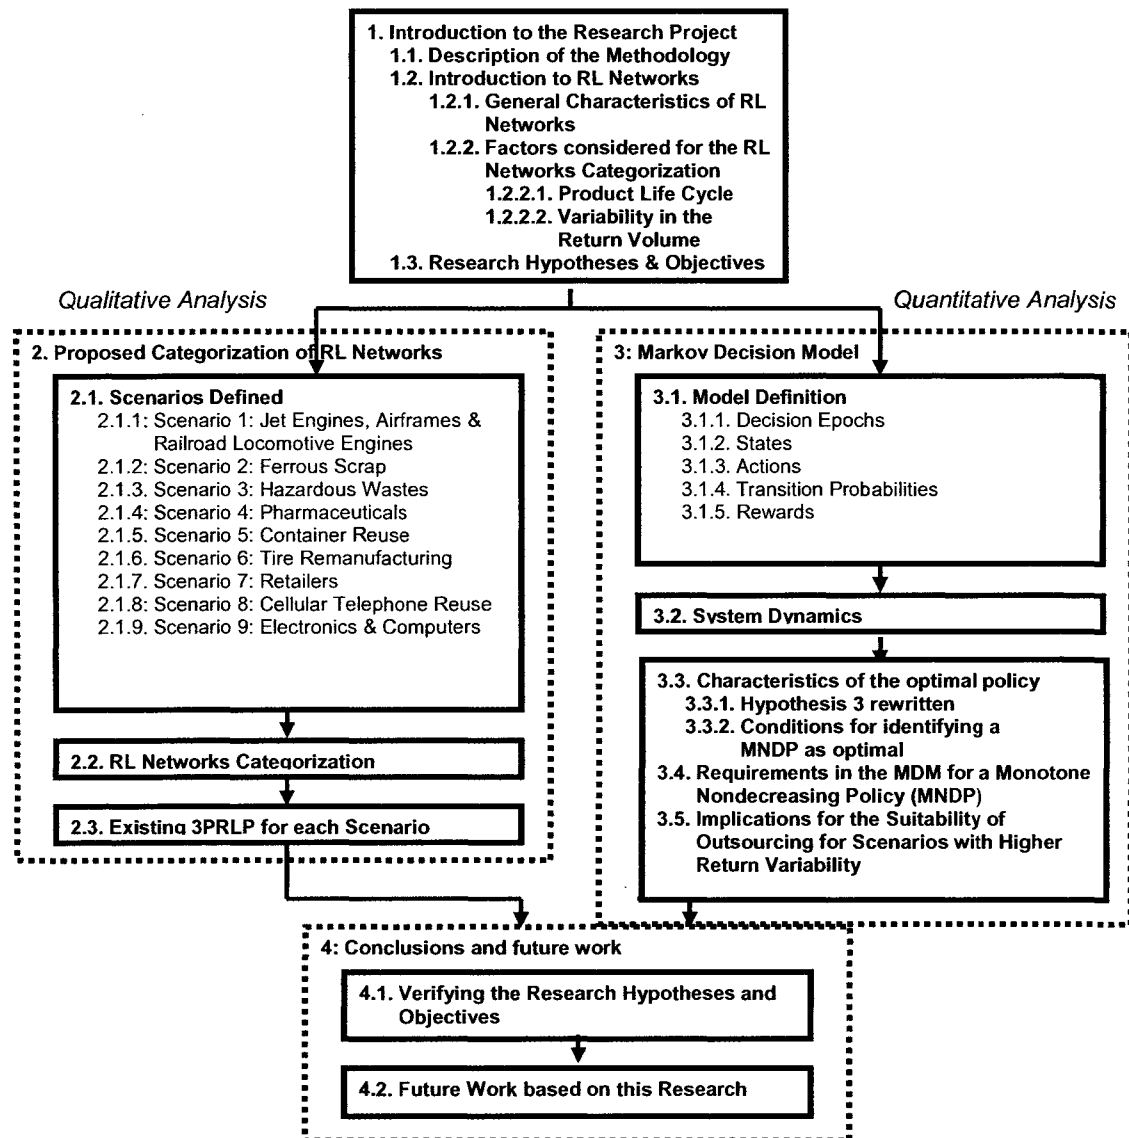 1. Introduction to the Research Project
1.1. Description of the Methodology
1.2. Introduction to RL Networks
1.2.1. General Characteristics of RL
Networks
1.2.2. Factors considered for the RL
Networks Categorization
1.2.2.1. Product Life Cycle
1.2.2.2. Variability in the
Return Volume
1.3. Research Hypotheses & Objectives
Qualitative Analysis
2. Proposed Categorization of RL Networks
2.1. Scenarios Defined
2.1.1: Scenario 1: Jet Engines, Airframes &
Railroad Locomotive Engines
2.1.2: Scenario 2: Ferrous Scrap
2.1.3. Scenario 3: Hazardous Wastes
2.1.4: Scenario 4: Pharmaceuticals
2.1.5. Scenario 5: Container Reuse
2.1.6. Scenario 6: Tire Remanufacturing
2.1.7. Scenario 7: Retailers
2.1.8. Scenario 8: Cellular Telephone Reuse
2.1.9. Scenario 9: Electronics & Computers
2.2. RL Networks Categorization
2.3. Existing 3PRLP for each Scenario
Quantitative Analysis
3: Markov Decision Model
3.1. Model Definition
3.1.1. Decision Epochs
3.1.2. States
3.1.3. Actions
3.1.4. Transition Probabilities
3.1.5. Rewards
3.2. System Dynamics
3.3. Characteristics of the optimal policy
3.3.1. Hypothesis 3 rewritten
3.3.2. Conditions for identifying a
MNDP as optimal
3.4. Requirements in the MDM for a Monotone
Nondecreasing Policy (MNDP)
3.5. Implications for the Suitability of
Outsourcing for Scenarios with Higher
Return Variability
4: Conclusions and future work
4.1. Verifying the Research Hypotheses and
Objectives
4.2. Future Work based on this Research